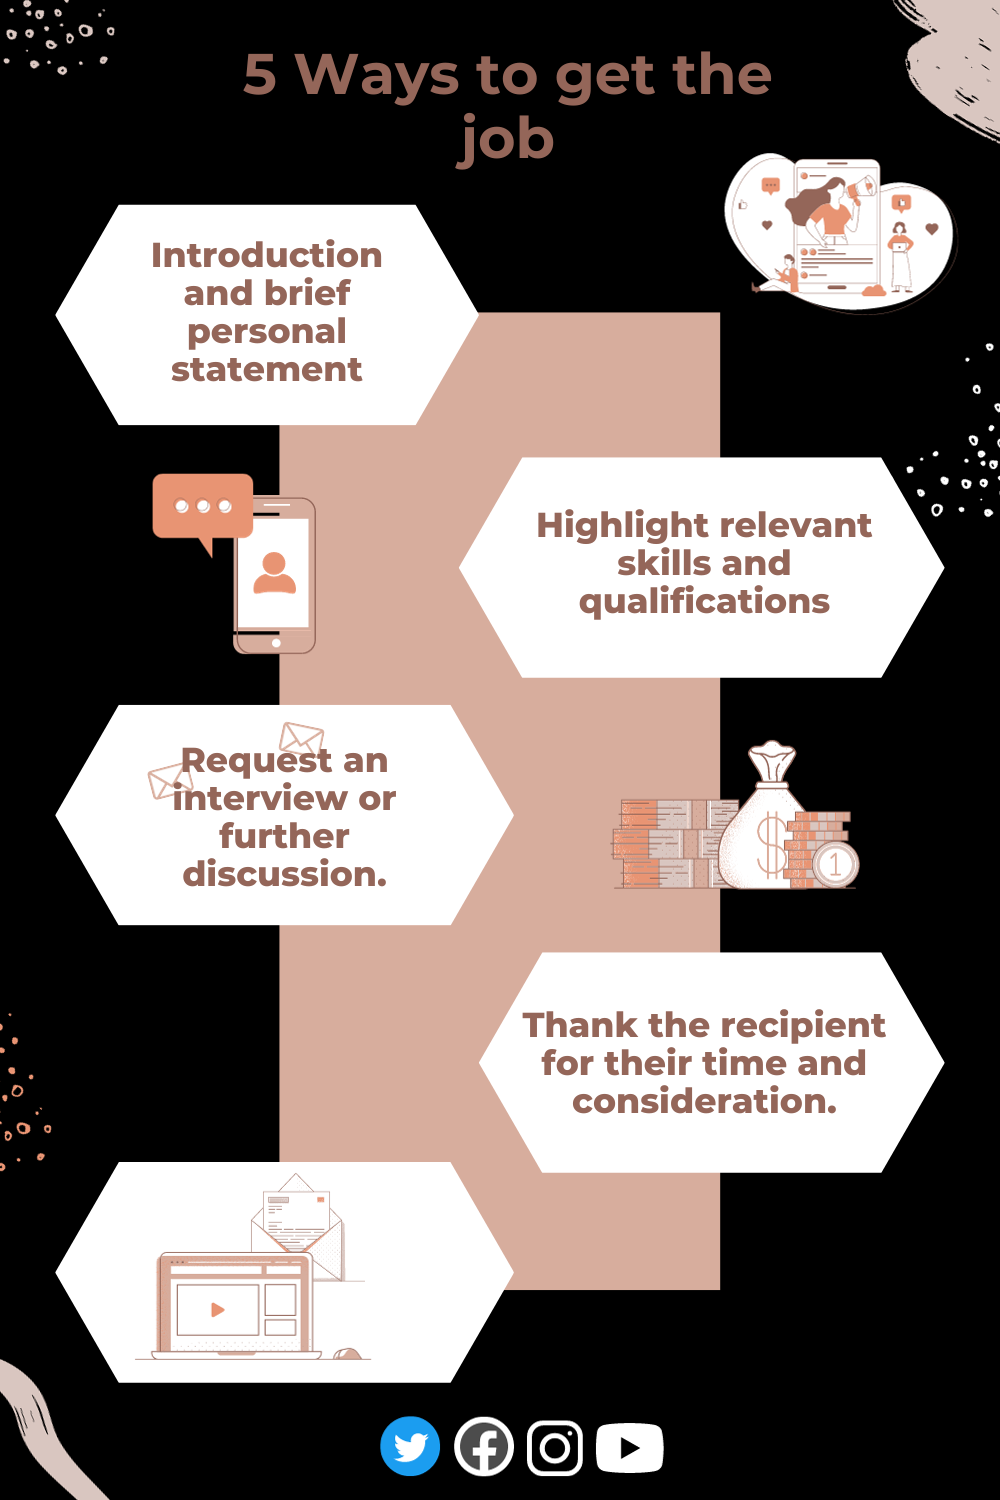 5 Ways to get the
job
Introduction
and brief
personal
statement
Highlight relevant
skills and
qualifications
Request an
interview or
further
discussion.
$
1
Thank the recipient
for their time and
consideration.